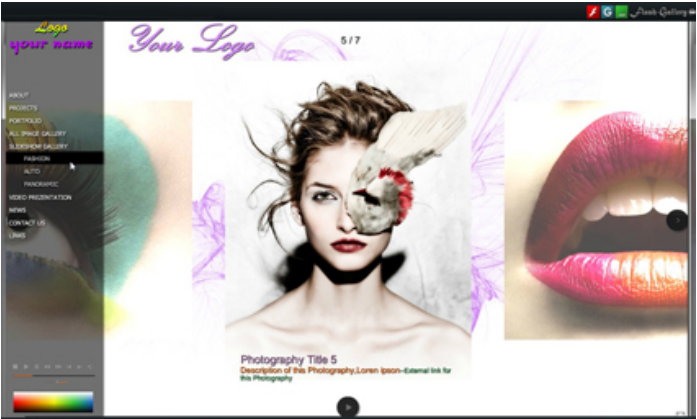 Flash Gallery
Logo
your name
Your Logo
5 / 7
ABOUT
PROJECTS
PORTFOLIO
ALL IMAGE GALLERY
SLIDESHOW GALLERY
FASHION
AUTO
PANORAMIC
VIDEO PREZENTATION
NEWS
CONTACT US
LINKS
Photography Title 5
Description of this Photography,Loren Ipson--External link for
this Photography